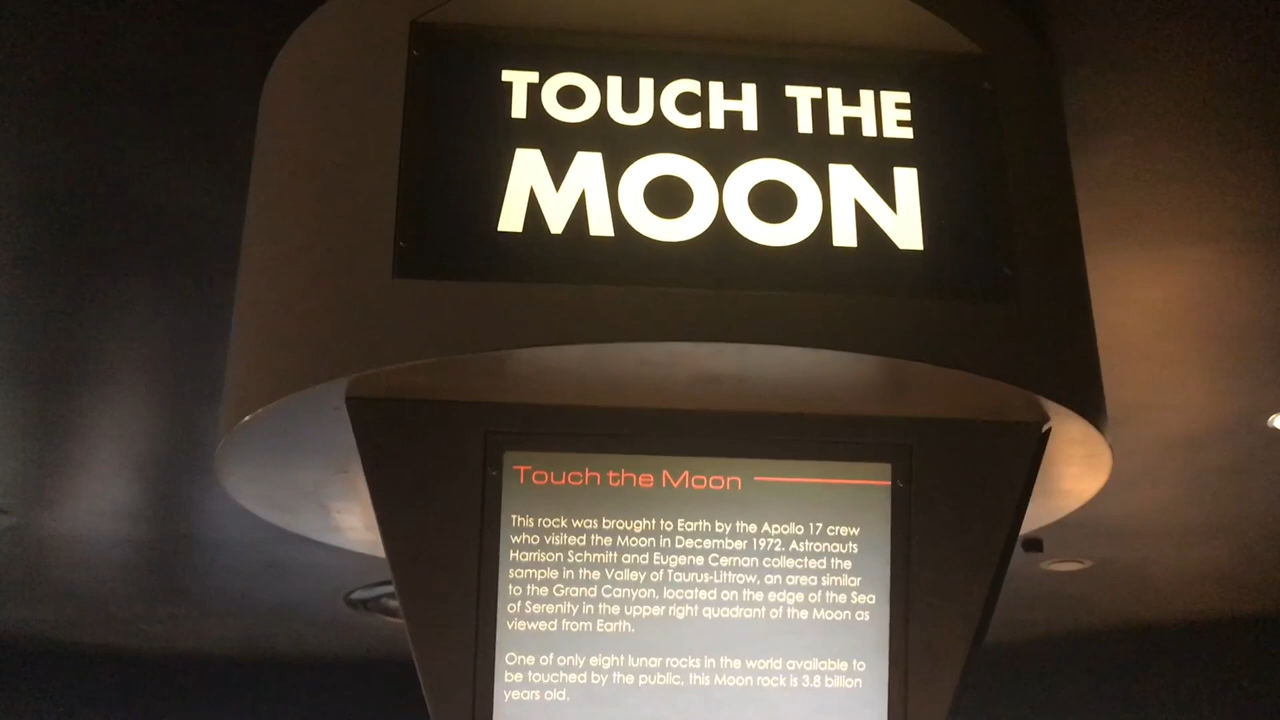 TOUCH THE
MOON
Touch the Moon
This rock was brought to Earth by the Apollo 17 crew
who visited the Moon in December 1972. Astronauts
Harrison Schmitt and Eugene Cernan collected the
sample in the Valley of Taurus-Littrow, an area similar
to the Grand Canyon, located on the edge of the Sea
of Serenity in the upper right quadrant of the Moon as
viewed from Earth.
One of only eight lunar rocks in the world available to
be touched by the public, this Moon rock is 3.8 billion
years old.